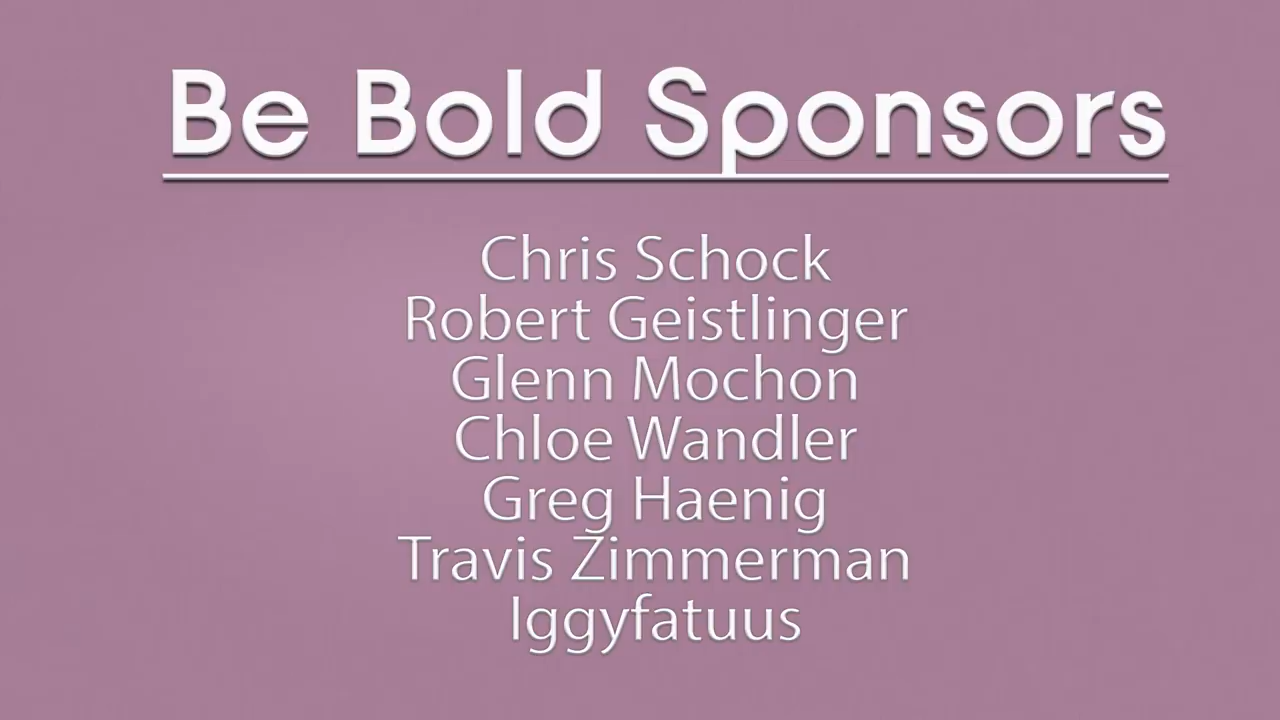 Be Bold Sponsors
Chris Schock
Robert Geistlinger
Glenn Mochon
Chloe Wandler
Greg Haenig
Travis Zimmerman
Iggyfatuus